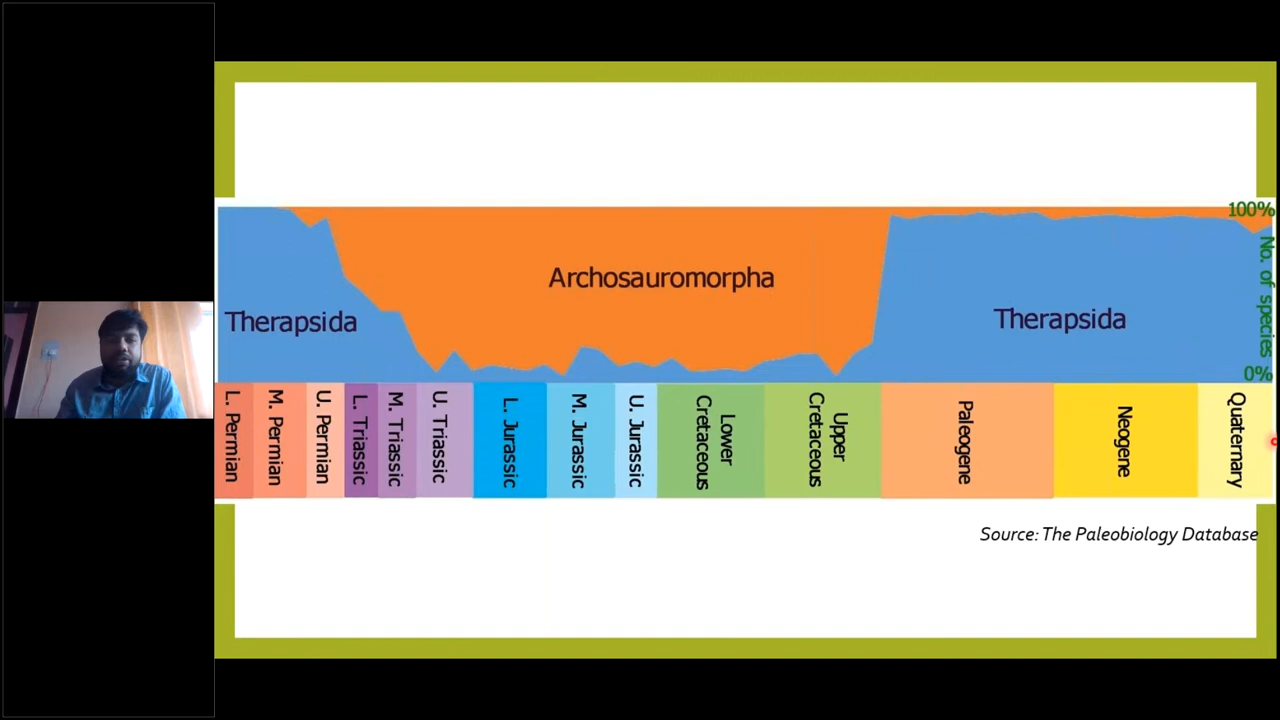 100%
Archosauromorpha
Therapsida
Therapsida
No. of species
0%
L. Permian
M. Permian
U. Permian
L. Triassic
M. Triassic
U. Triassic
L. Jurassic
M. Jurassic
U. Jurassic
Lower
Cretaceous
Upper
Cretaceous
Paleogene
Neogene
Quaternary
Source: The Paleobiology Database